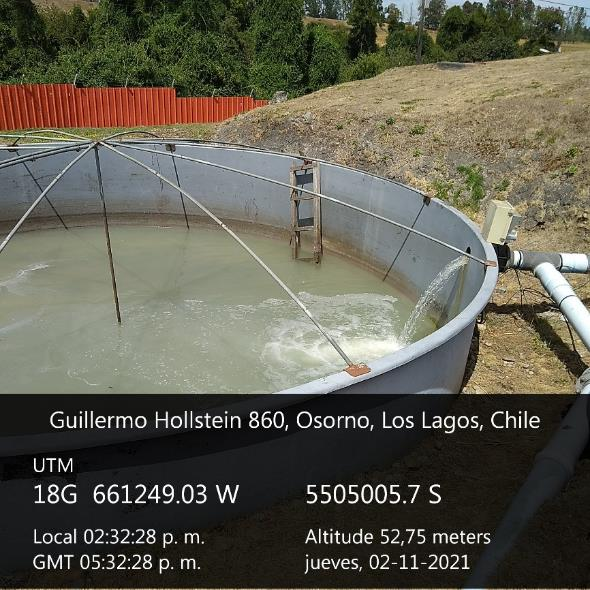 Guillermo Hollstein 860, Osorno, Los Lagos, Chile
UTM
18G 661249.03 W 5505005.7 S
Local 02:32:28 p. m. Altitude 52,75 meters
GMT 05:32:28 p. m. jueves, 02-11-2021